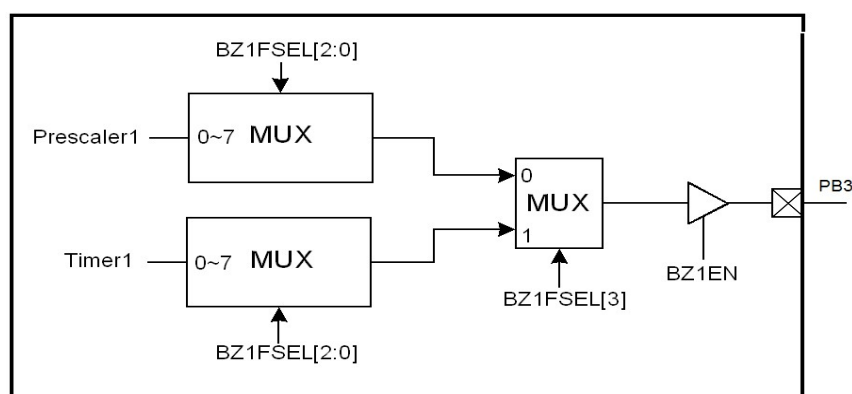 BZ1FSEL[2:0]
Prescaler1
0~7 MUX
0
MUX
1
PB3
BZ1EN
Timer1
0~7 MUX
BZ1FSEL[3]
BZ1FSEL[2:0]